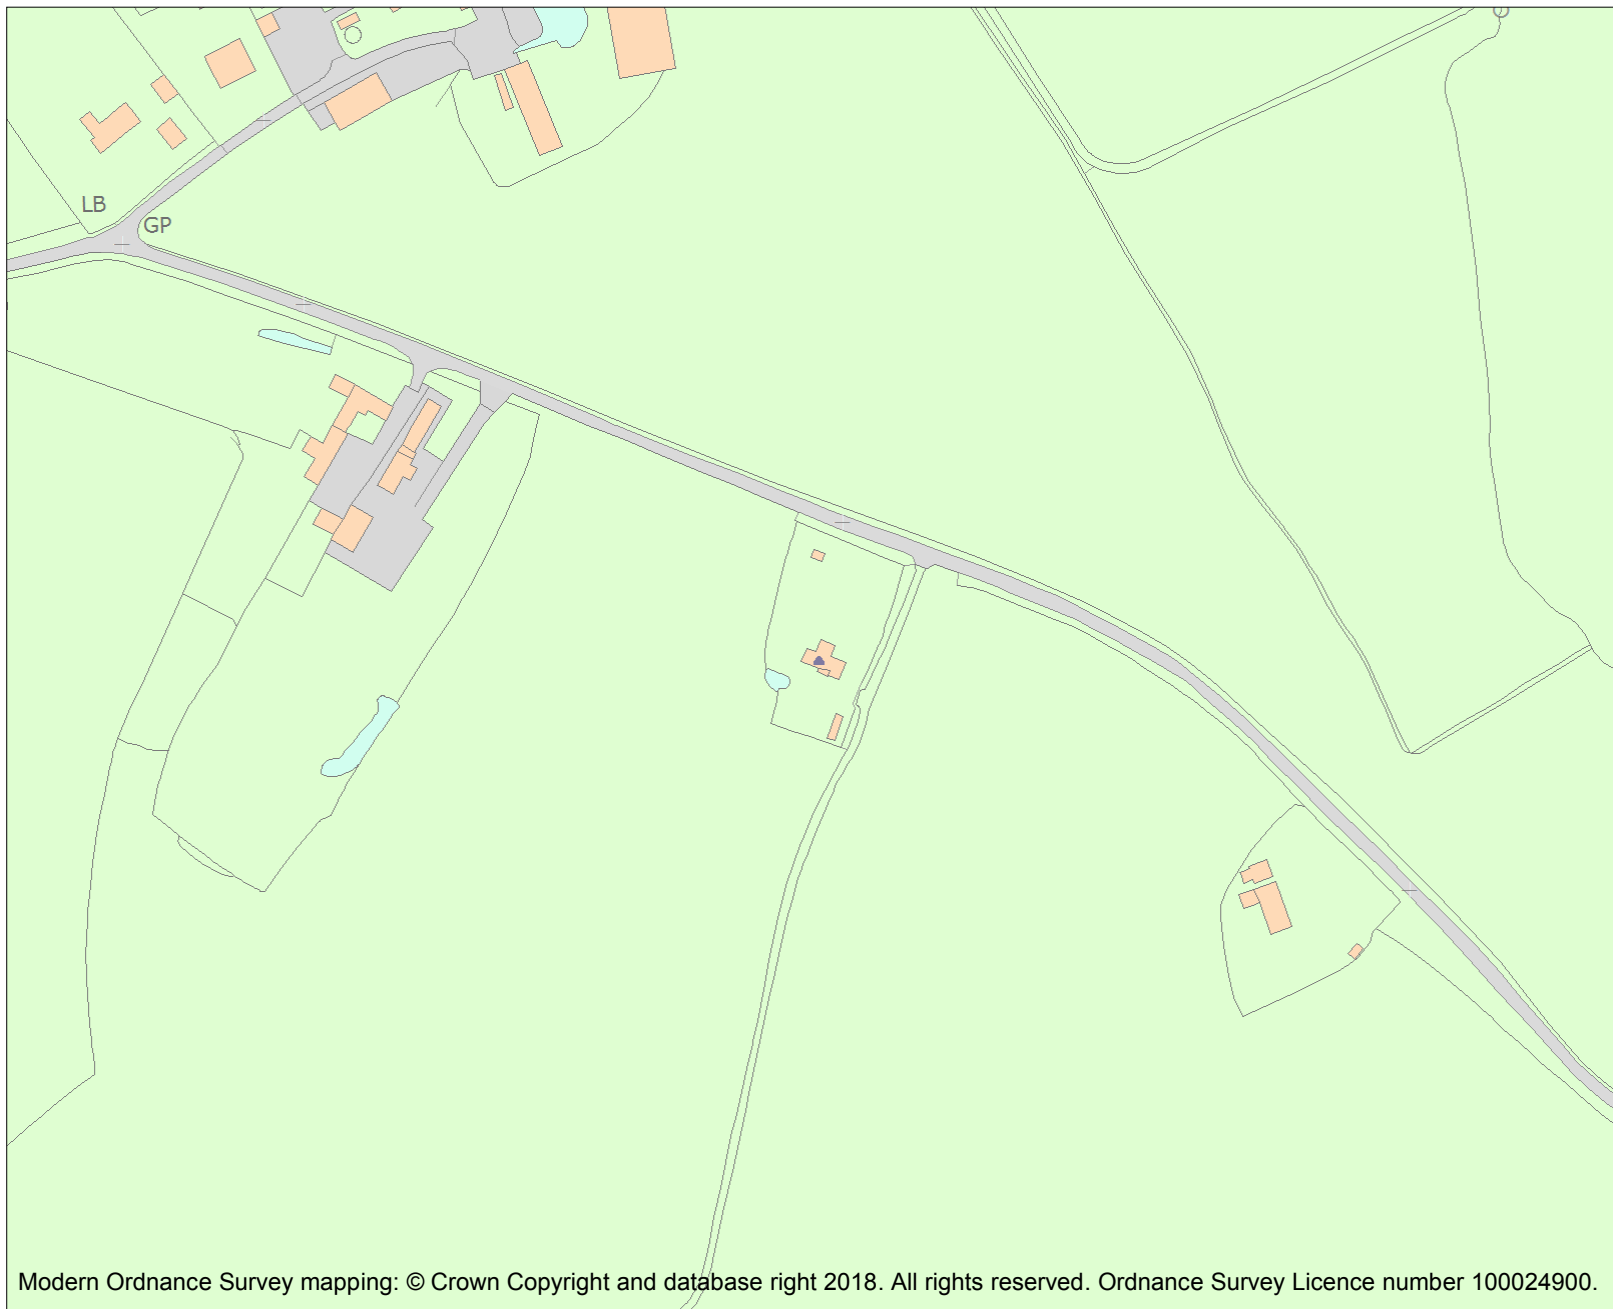 LB
GP
Modern Ordnance Survey mapping: © Crown Copyright and database right 2018. All rights reserved. Ordnance Survey Licence number 100024900.